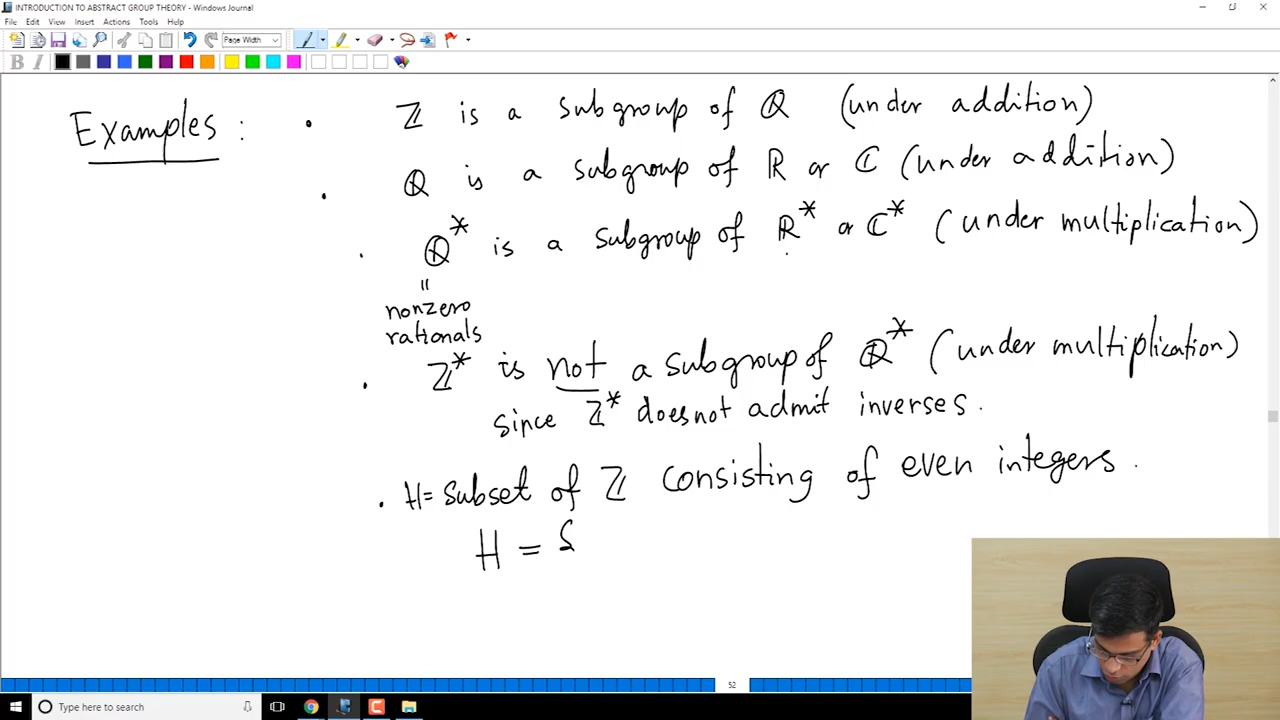 INTRODUCTION TO ABSTRACT GROUP THEORY - Windows Journal
File Edit View Insert Actions Tools Help
Page Width
B I
Examples : • ℤ is a subgroup of ℚ (under addition)
• ℚ is a subgroup of ℝ or ℂ (under addition)
• ℚ* is a subgroup of ℝ* or ℂ* (under multiplication)
"
nonzero
rationals
• ℤ* is not a subgroup of ℚ* (under multiplication)
since ℤ* does not admit inverses.
• H = subset of ℤ consisting of even integers.
H = {
52
Type here to search